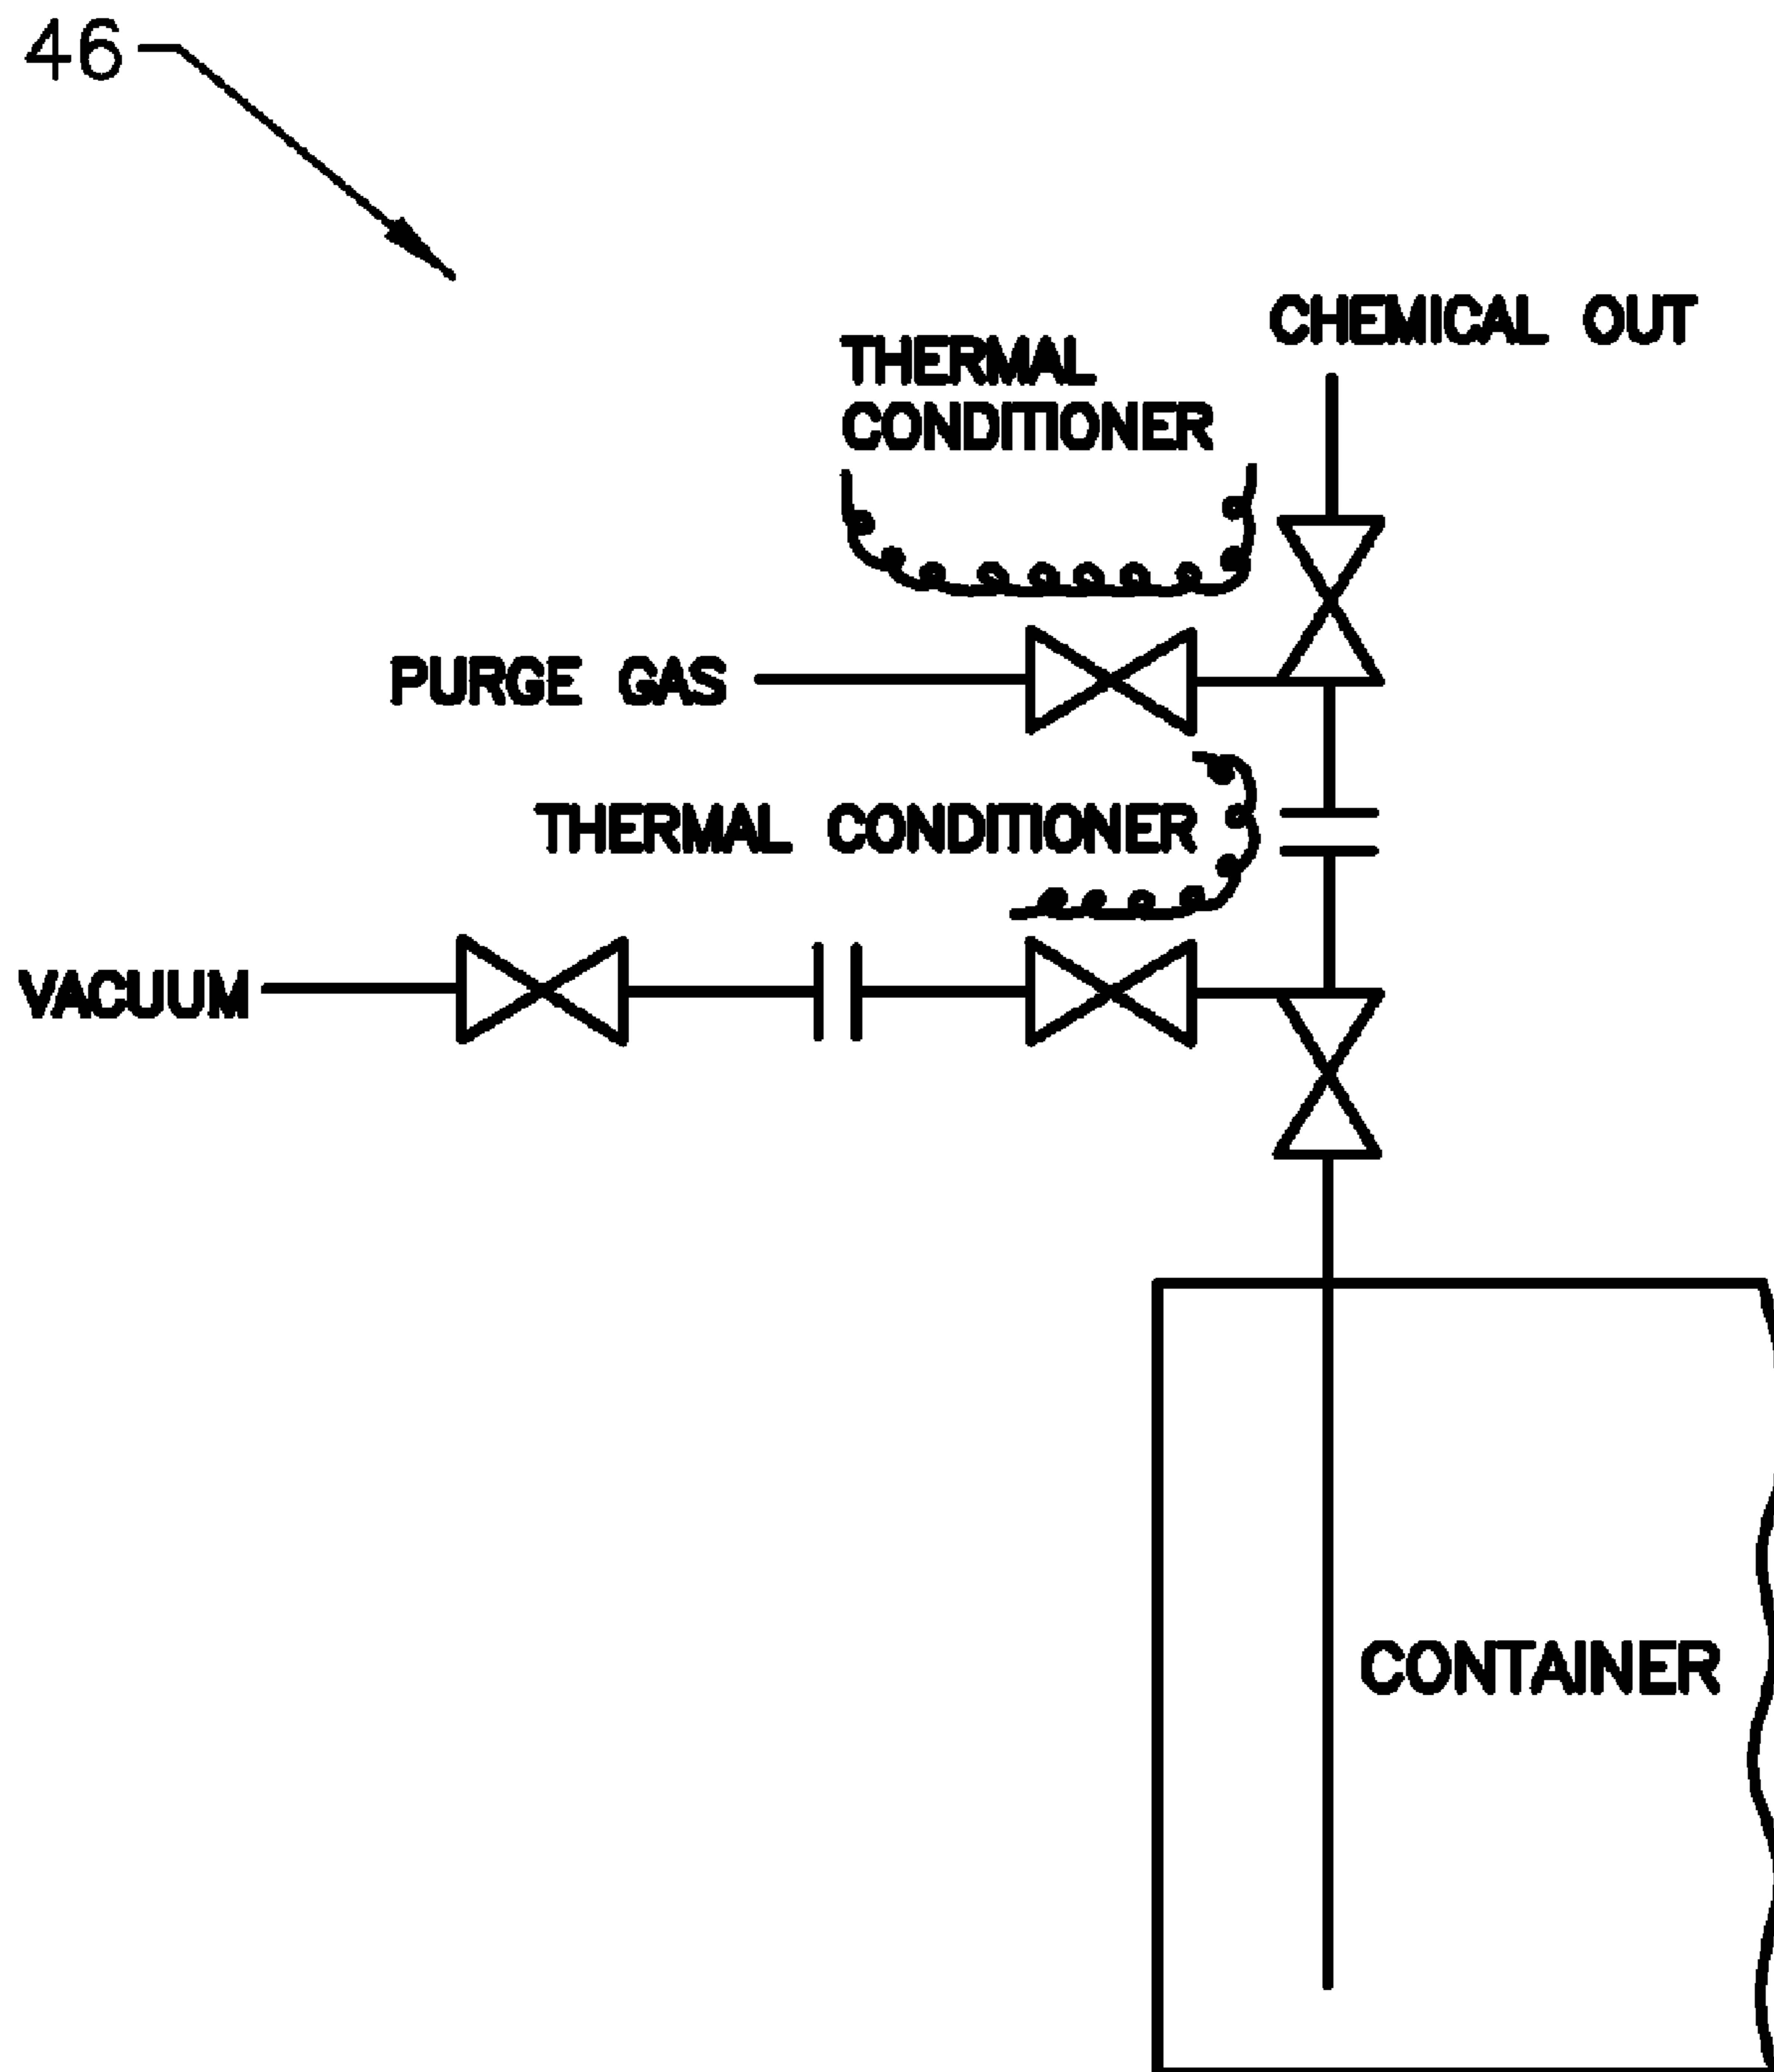 46
CHEMICAL OUT
THERMAL
CONDITIONER
PURGE GAS
THERMAL CONDITIONER
VACUUM
CONTAINER